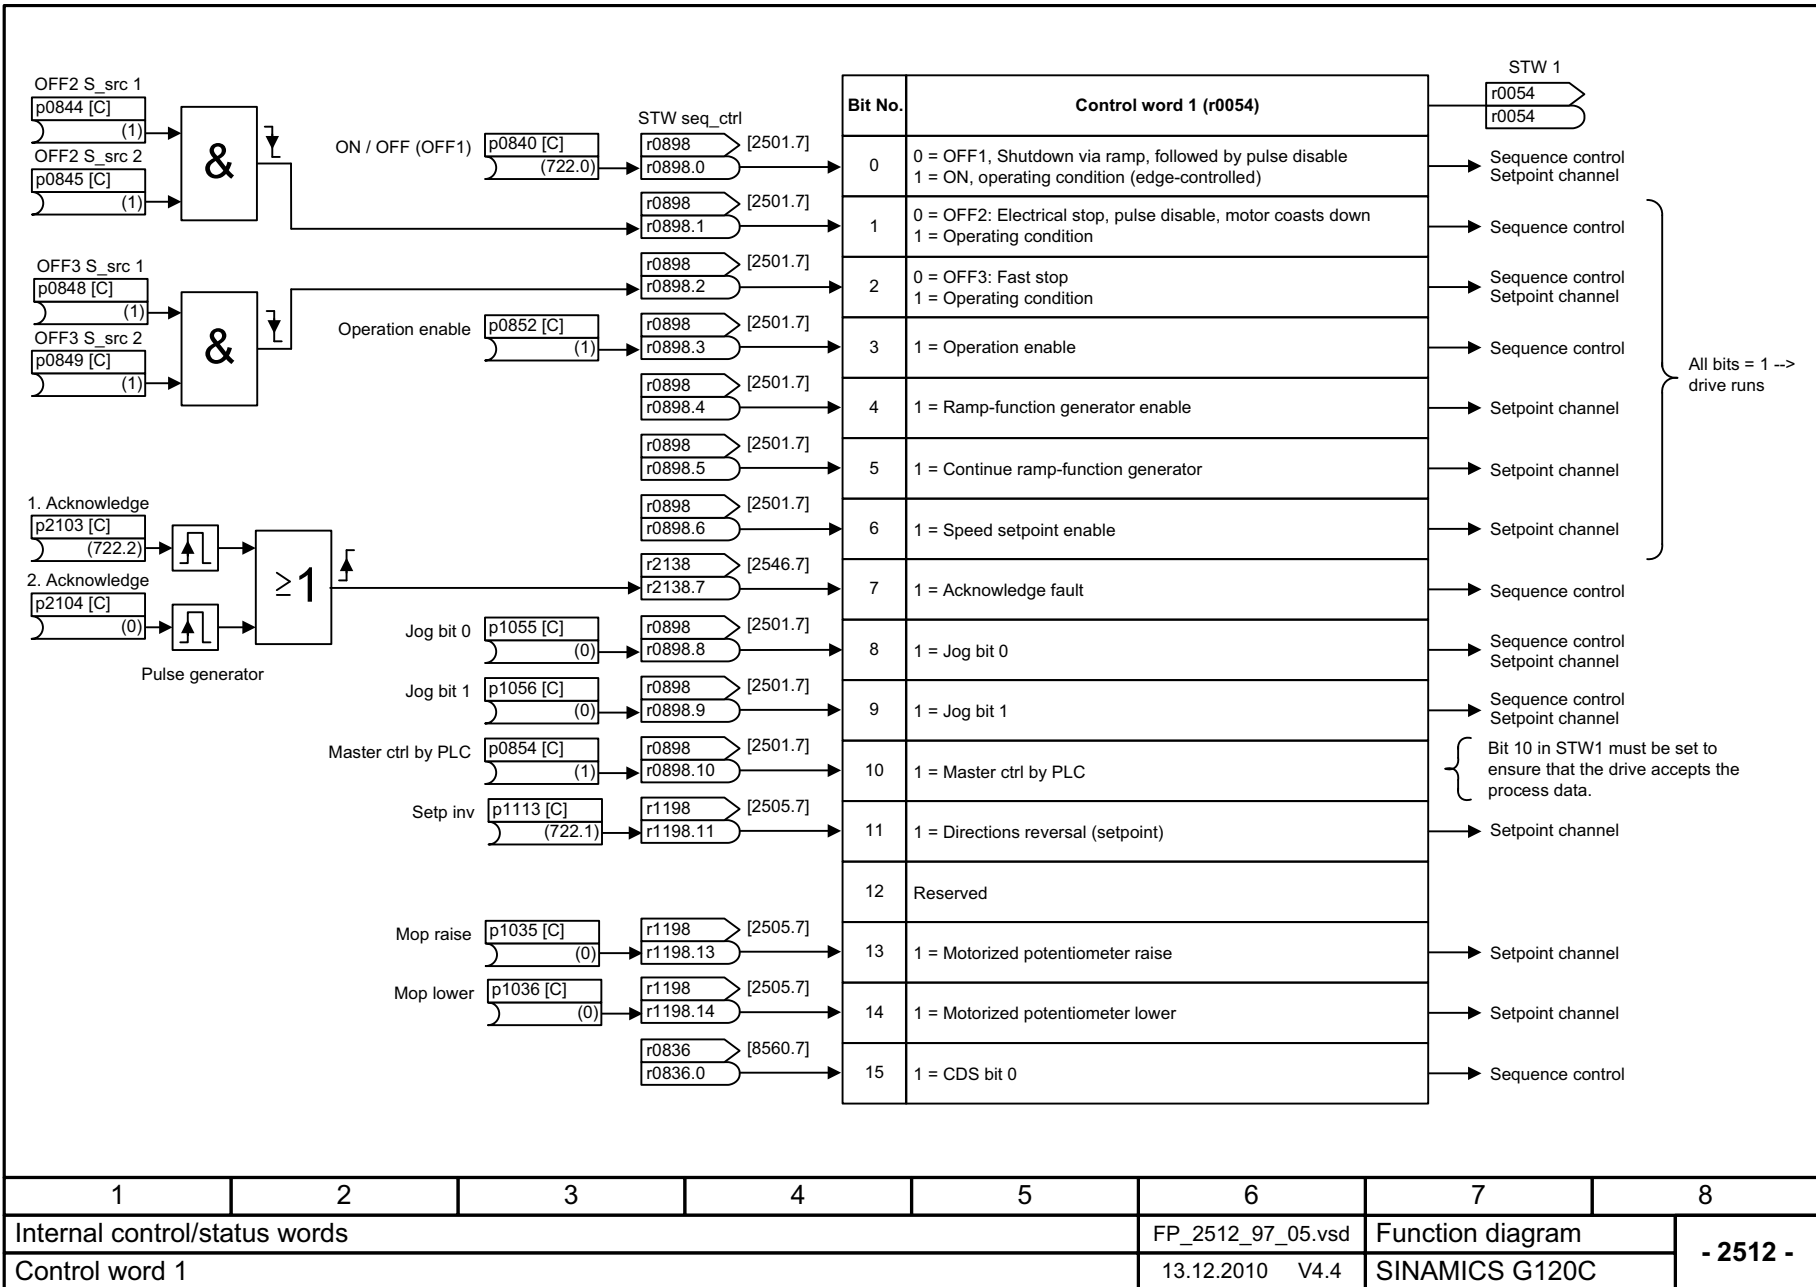 OFF2 S_src 1
p0844 [C]
(1)
OFF2 S_src 2
p0845 [C]
(1)
&
ON / OFF (OFF1)
p0840 [C]
(722.0)
OFF3 S_src 1
p0848 [C]
(1)
OFF3 S_src 2
p0849 [C]
(1)
&
Operation enable
p0852 [C]
(1)
1. Acknowledge
p2103 [C]
(722.2)
2. Acknowledge
p2104 [C]
(0)
≥1
Pulse generator
Jog bit 0
p1055 [C]
(0)
Jog bit 1
p1056 [C]
(0)
Master ctrl by PLC
p0854 [C]
(1)
Setp inv
p1113 [C]
(722.1)
Mop raise
p1035 [C]
(0)
Mop lower
p1036 [C]
(0)
STW seq_ctrl
r0898 [2501.7]
r0898.0
r0898 [2501.7]
r0898.1
r0898 [2501.7]
r0898.2
r0898 [2501.7]
r0898.3
r0898 [2501.7]
r0898.4
r0898 [2501.7]
r0898.5
r0898 [2501.7]
r0898.6
r2138 [2546.7]
r2138.7
r0898 [2501.7]
r0898.8
r0898 [2501.7]
r0898.9
r0898 [2501.7]
r0898.10
r1198 [2505.7]
r1198.11
r1198 [2505.7]
r1198.13
r1198 [2505.7]
r1198.14
r0836 [8560.7]
r0836.0
Bit No. Control word 1 (r0054)
0 0 = OFF1, Shutdown via ramp, followed by pulse disable
1 = ON, operating condition (edge-controlled)
1 0 = OFF2: Electrical stop, pulse disable, motor coasts down
1 = Operating condition
2 0 = OFF3: Fast stop
1 = Operating condition
3 1 = Operation enable
4 1 = Ramp-function generator enable
5 1 = Continue ramp-function generator
6 1 = Speed setpoint enable
7 1 = Acknowledge fault
8 1 = Jog bit 0
9 1 = Jog bit 1
10 1 = Master ctrl by PLC
11 1 = Directions reversal (setpoint)
12 Reserved
13 1 = Motorized potentiometer raise
14 1 = Motorized potentiometer lower
15 1 = CDS bit 0
STW 1
r0054
r0054
Sequence control
Setpoint channel
Sequence control
Sequence control
Setpoint channel
Sequence control
Setpoint channel
Setpoint channel
Setpoint channel
Sequence control
Sequence control
Setpoint channel
Sequence control
Setpoint channel
Bit 10 in STW1 must be set to
ensure that the drive accepts the
process data.
Setpoint channel
Setpoint channel
Setpoint channel
Sequence control
All bits = 1 -->
drive runs
1 2 3 4 5 6 7 8
Internal control/status words FP_2512_97_05.vsd Function diagram
- 2512 -
Control word 1 13.12.2010 V4.4 SINAMICS G120C